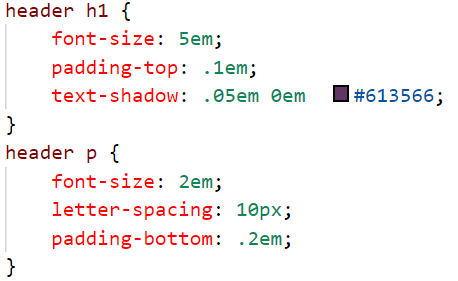 header h1 {
    font-size: 5em;
    padding-top: .1em;
    text-shadow: .05em 0em  #613566;
}
header p {
    font-size: 2em;
    letter-spacing: 10px;
    padding-bottom: .2em;
}